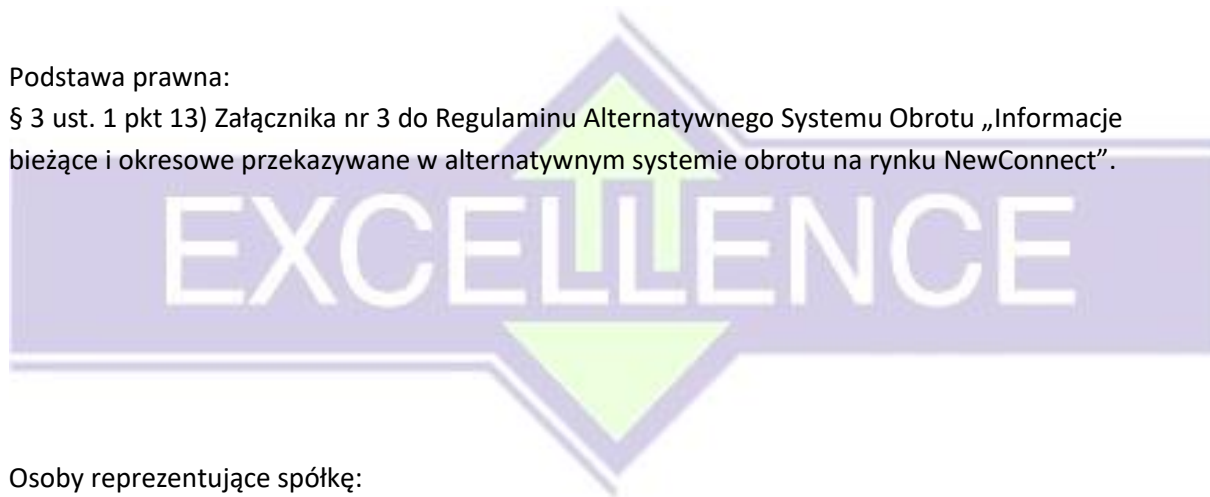 Podstawa prawna:
§ 3 ust. 1 pkt 13) Załącznika nr 3 do Regulaminu Alternatywnego Systemu Obrotu „Informacje
bieżące i okresowe przekazywane w alternatywnym systemie obrotu na rynku NewConnect”.
EXCELLENCE
Osoby reprezentujące spółkę: